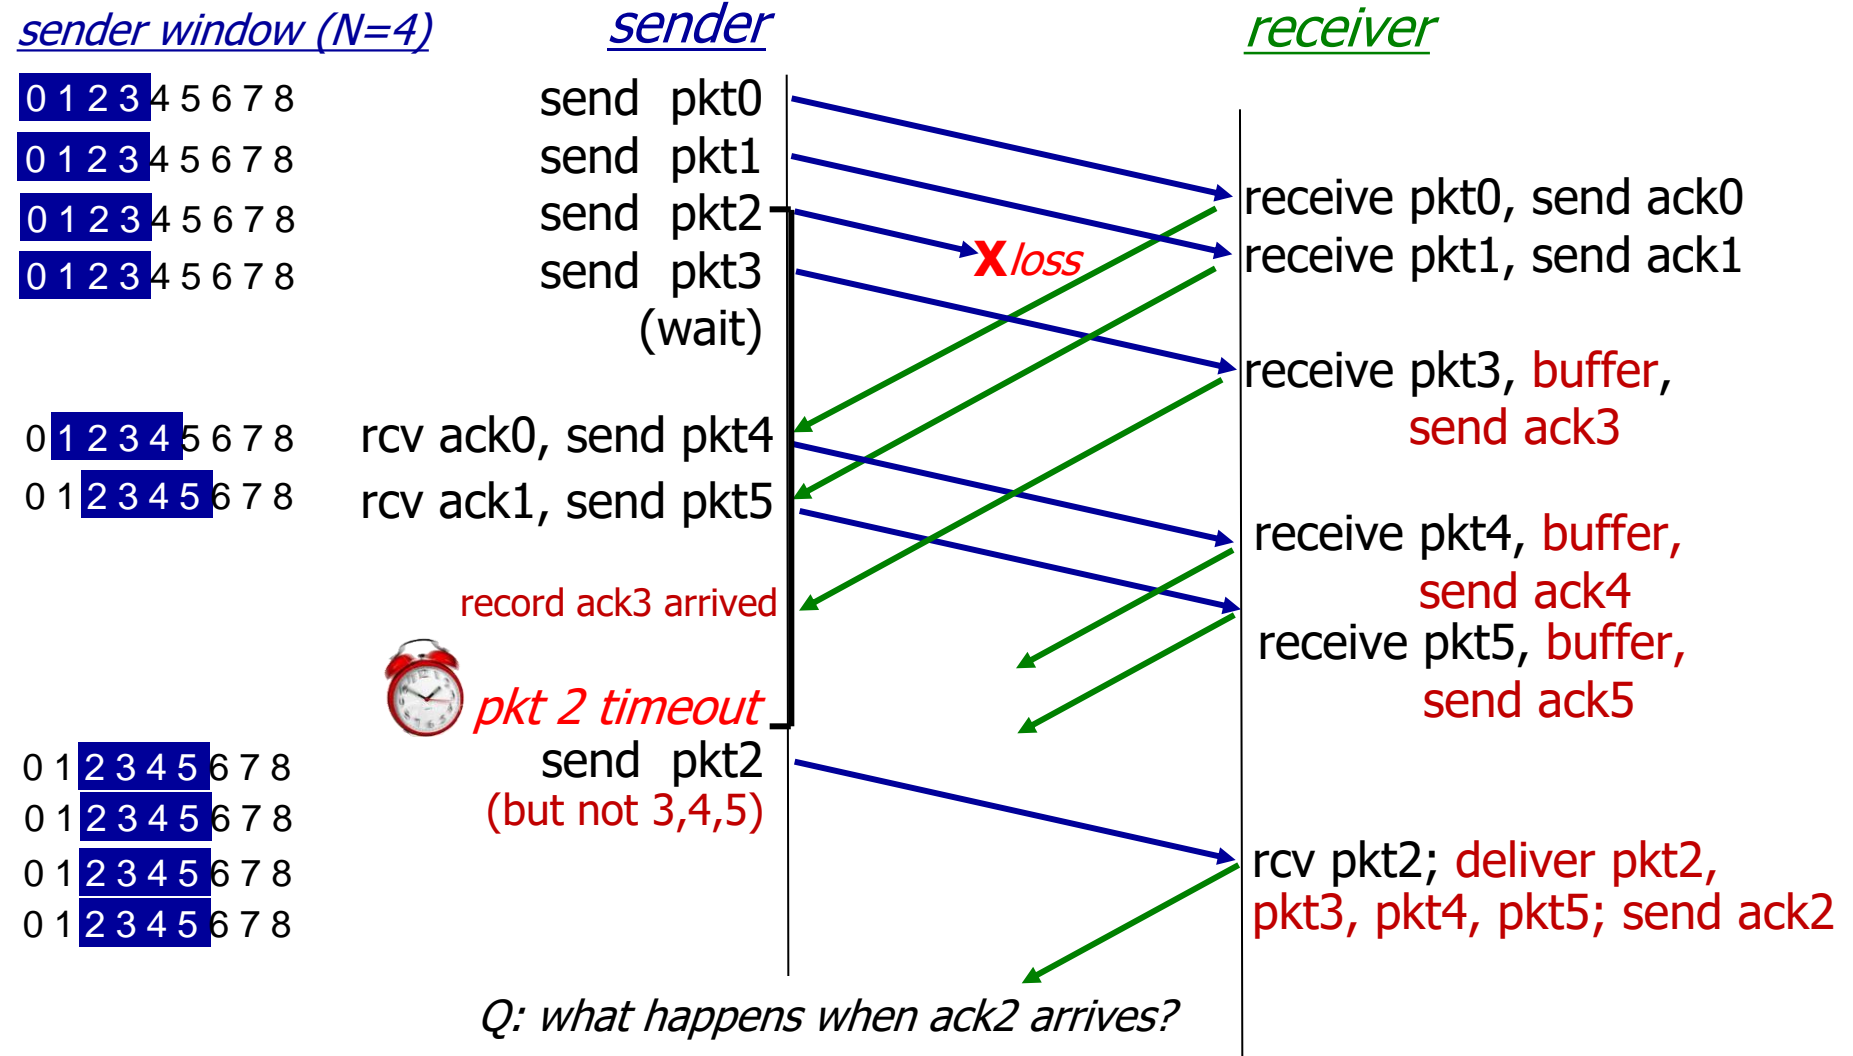 sender window (N=4) sender receiver
0 1 2 3 4 5 6 7 8 send pkt0
0 1 2 3 4 5 6 7 8 send pkt1
receive pkt0, send ack0
0 1 2 3 4 5 6 7 8 send pkt2
X loss
receive pkt1, send ack1
0 1 2 3 4 5 6 7 8 send pkt3
(wait)
receive pkt3, buffer,
send ack3
0 1 2 3 4 5 6 7 8 rcv ack0, send pkt4
0 1 2 3 4 5 6 7 8 rcv ack1, send pkt5
receive pkt4, buffer,
send ack4
record ack3 arrived
receive pkt5, buffer,
send ack5
pkt 2 timeout
0 1 2 3 4 5 6 7 8 send pkt2
0 1 2 3 4 5 6 7 8 (but not 3,4,5)
0 1 2 3 4 5 6 7 8 rcv pkt2; deliver pkt2,
0 1 2 3 4 5 6 7 8 pkt3, pkt4, pkt5; send ack2
Q: what happens when ack2 arrives?